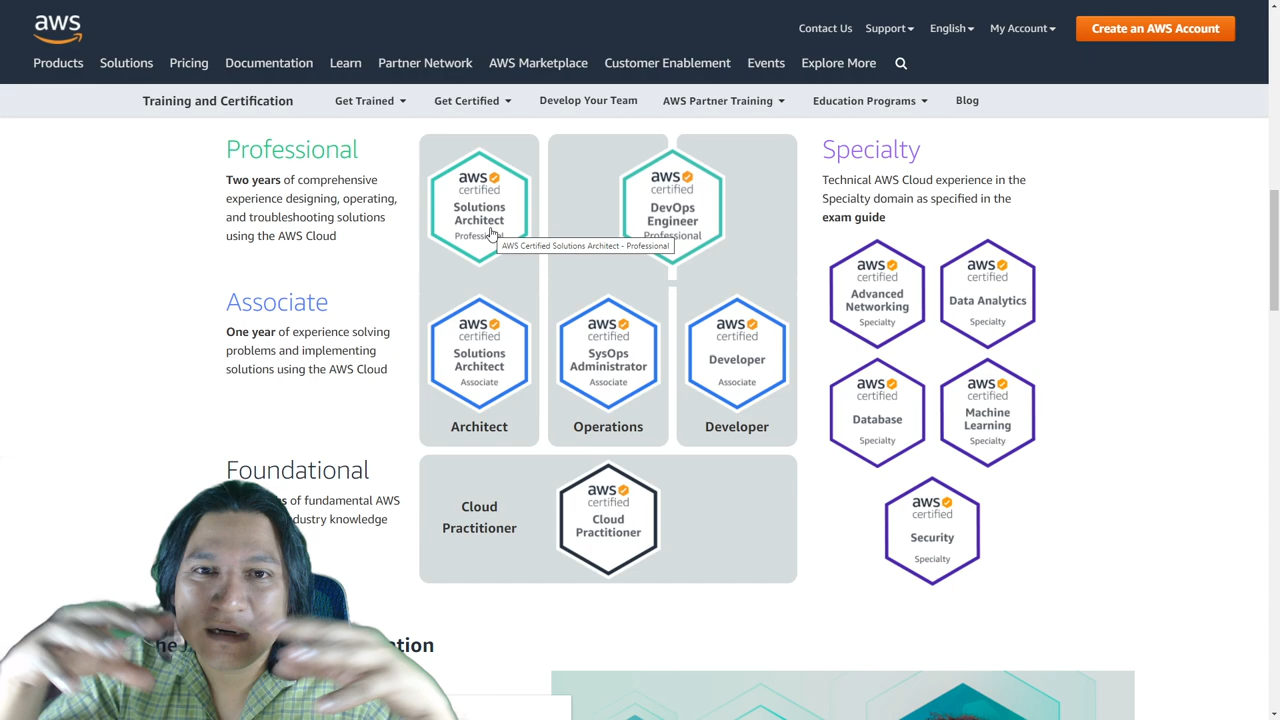 aws
Contact Us
Support
English
My Account
Create an AWS Account
Products
Solutions
Pricing
Documentation
Learn
Partner Network
AWS Marketplace
Customer Enablement
Events
Explore More
Training and Certification
Get Trained
Get Certified
Develop Your Team
AWS Partner Training
Education Programs
Blog
Professional
Two years of comprehensive
experience designing, operating,
and troubleshooting solutions
using the AWS Cloud
aws
certified
Solutions
Architect
AWS Certified Solutions Architect - Professional
aws
certified
DevOps
Engineer
Professional
Associate
One year of experience solving
problems and implementing
solutions using the AWS Cloud
aws
certified
Solutions
Architect
Associate
Architect
aws
certified
SysOps
Administrator
Associate
Operations
aws
certified
Developer
Associate
Developer
Foundational
of fundamental AWS
knowledge
Cloud
Practitioner
aws
certified
Cloud
Practitioner
Specialty
Technical AWS Cloud experience in the
Specialty domain as specified in the
exam guide
aws
certified
Advanced
Networking
Specialty
aws
certified
Data Analytics
Specialty
aws
certified
Database
Specialty
aws
certified
Machine
Learning
Specialty
aws
certified
Security
Specialty